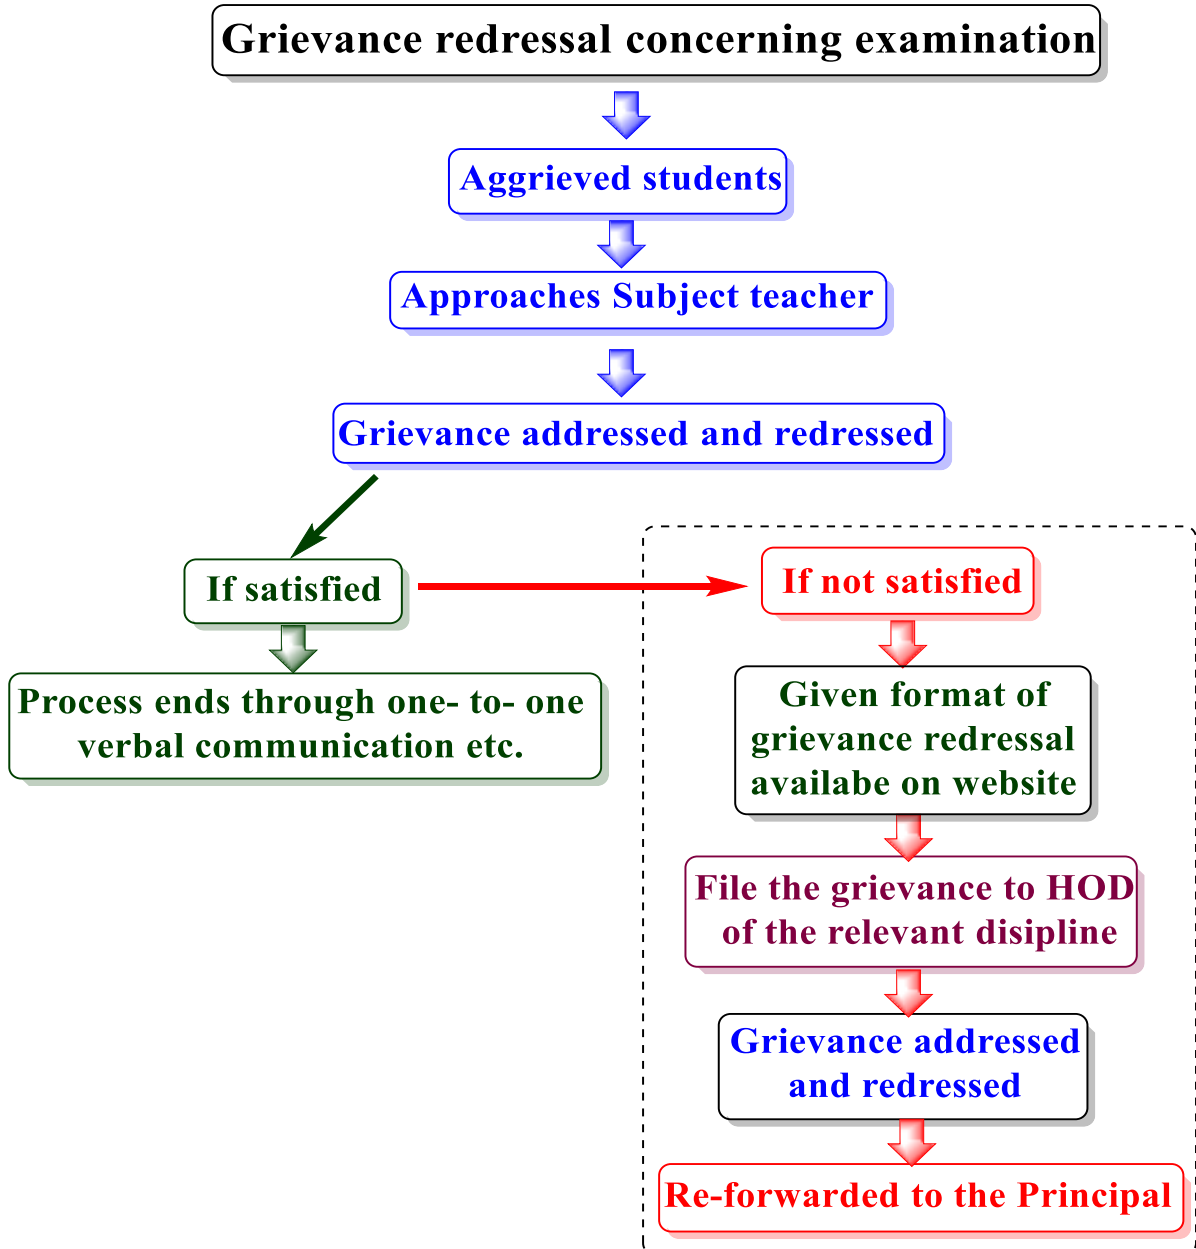 Grievance redressal concerning examination
Aggrieved students
Approaches Subject teacher
Grievance addressed and redressed
If satisfied
Process ends through one- to- one
verbal communication etc.
If not satisfied
Given format of
grievance redressal
availabe on website
File the grievance to HOD
of the relevant disipline
Grievance addressed
and redressed
Re-forwarded to the Principal